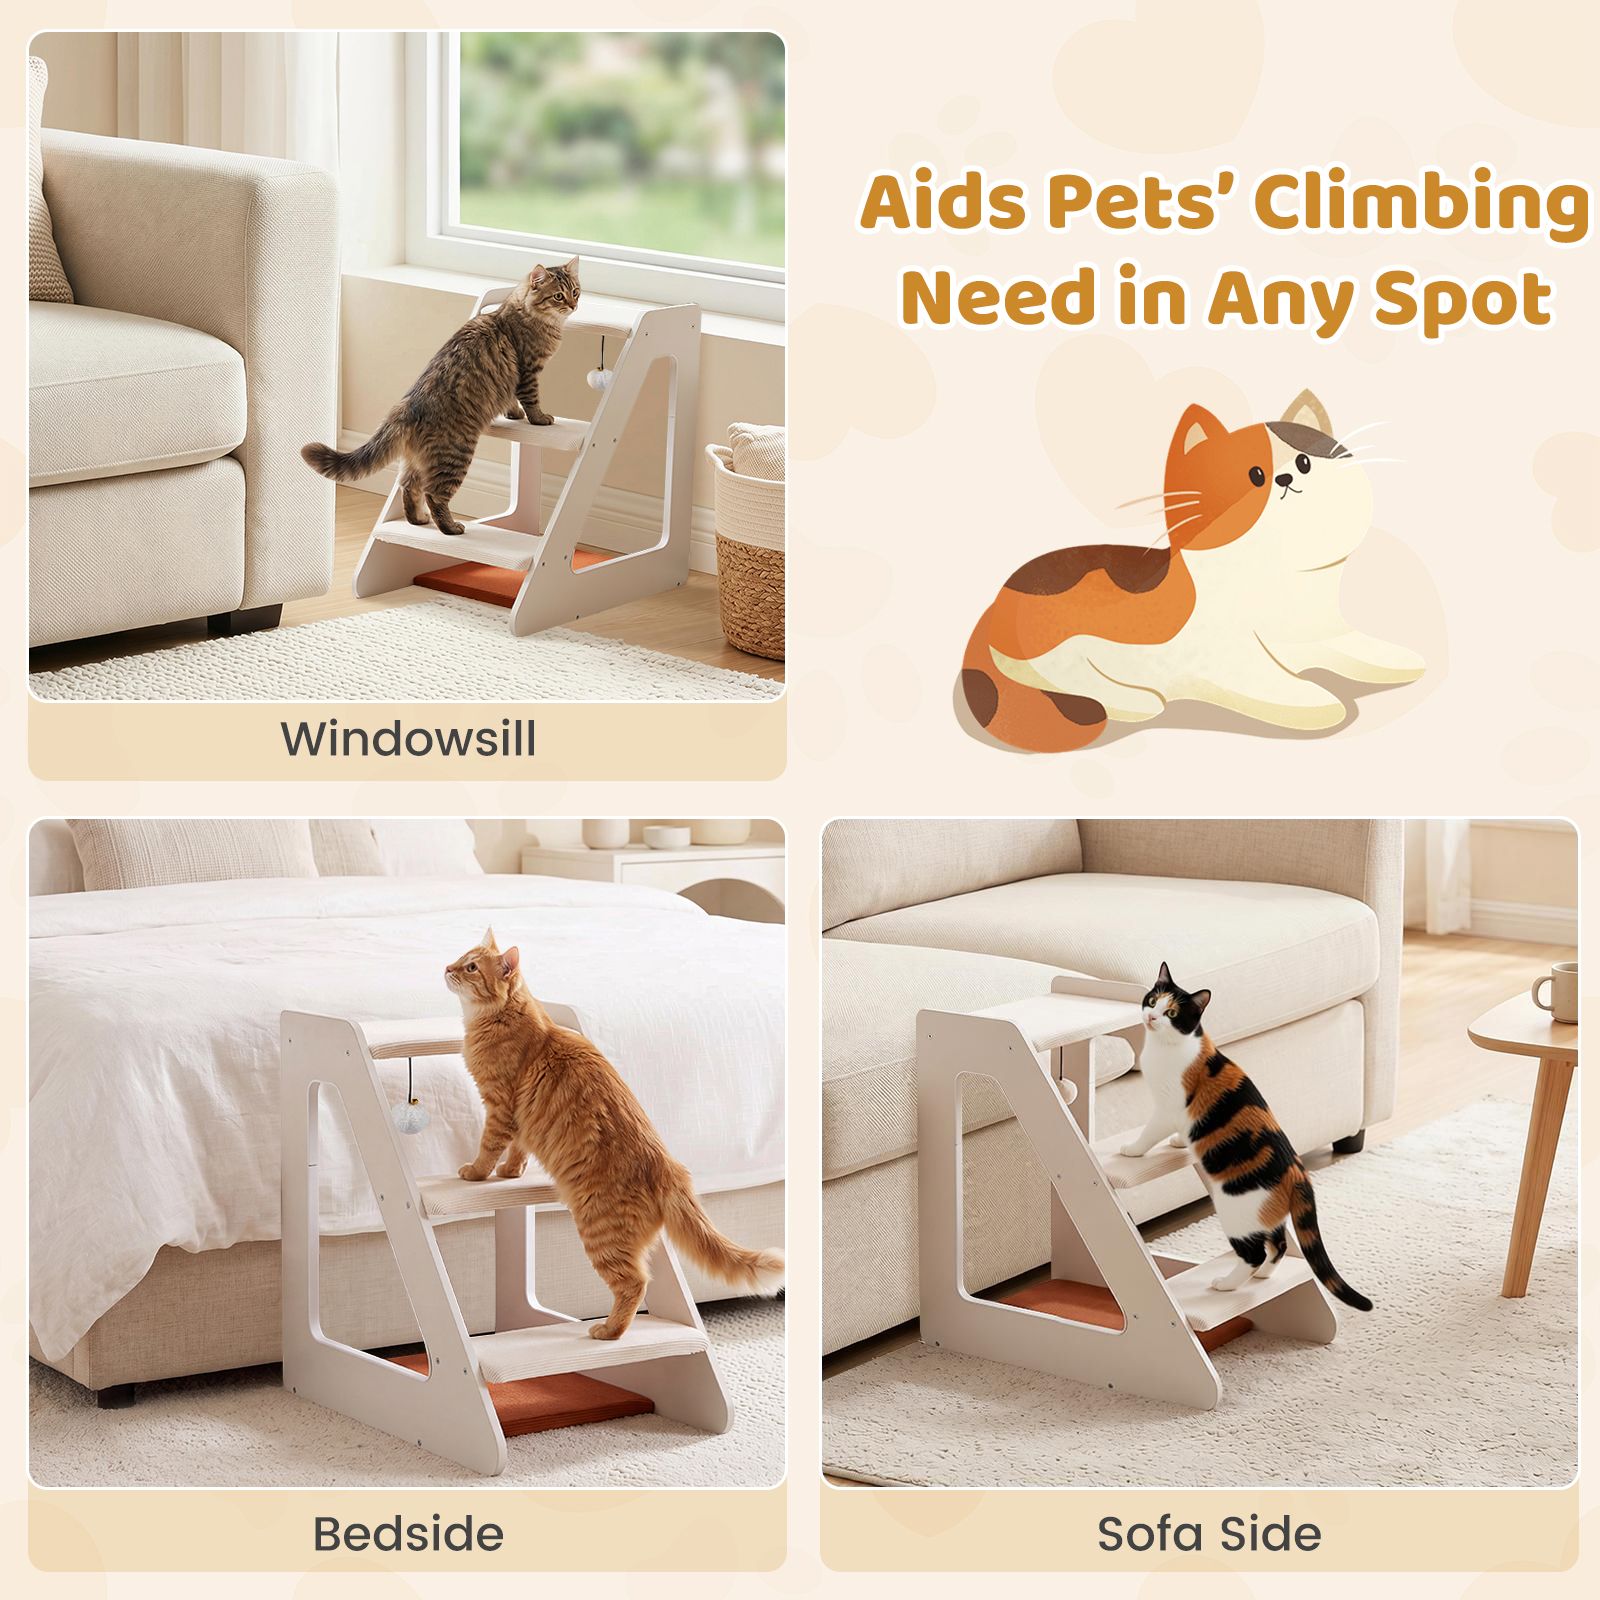 Aids Pets’ Climbing
Need in Any Spot
Windowsill
Bedside
Sofa Side